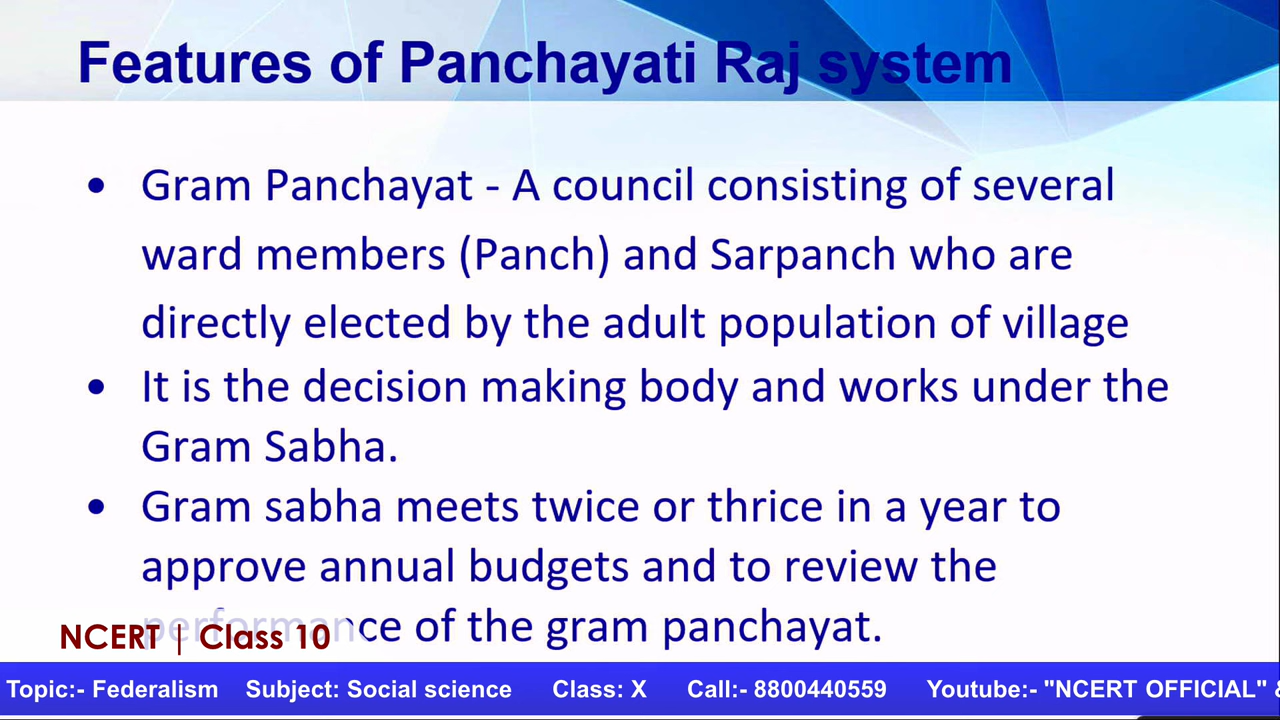 Features of Panchayati Raj system
• Gram Panchayat - A council consisting of several
ward members (Panch) and Sarpanch who are
directly elected by the adult population of village
• It is the decision making body and works under the
Gram Sabha.
• Gram sabha meets twice or thrice in a year to
approve annual budgets and to review the
performance of the gram panchayat.
NCERT | Class 10
Topic:- Federalism Subject: Social science Class: X Call:- 8800440559 Youtube:- "NCERT OFFICIAL" &